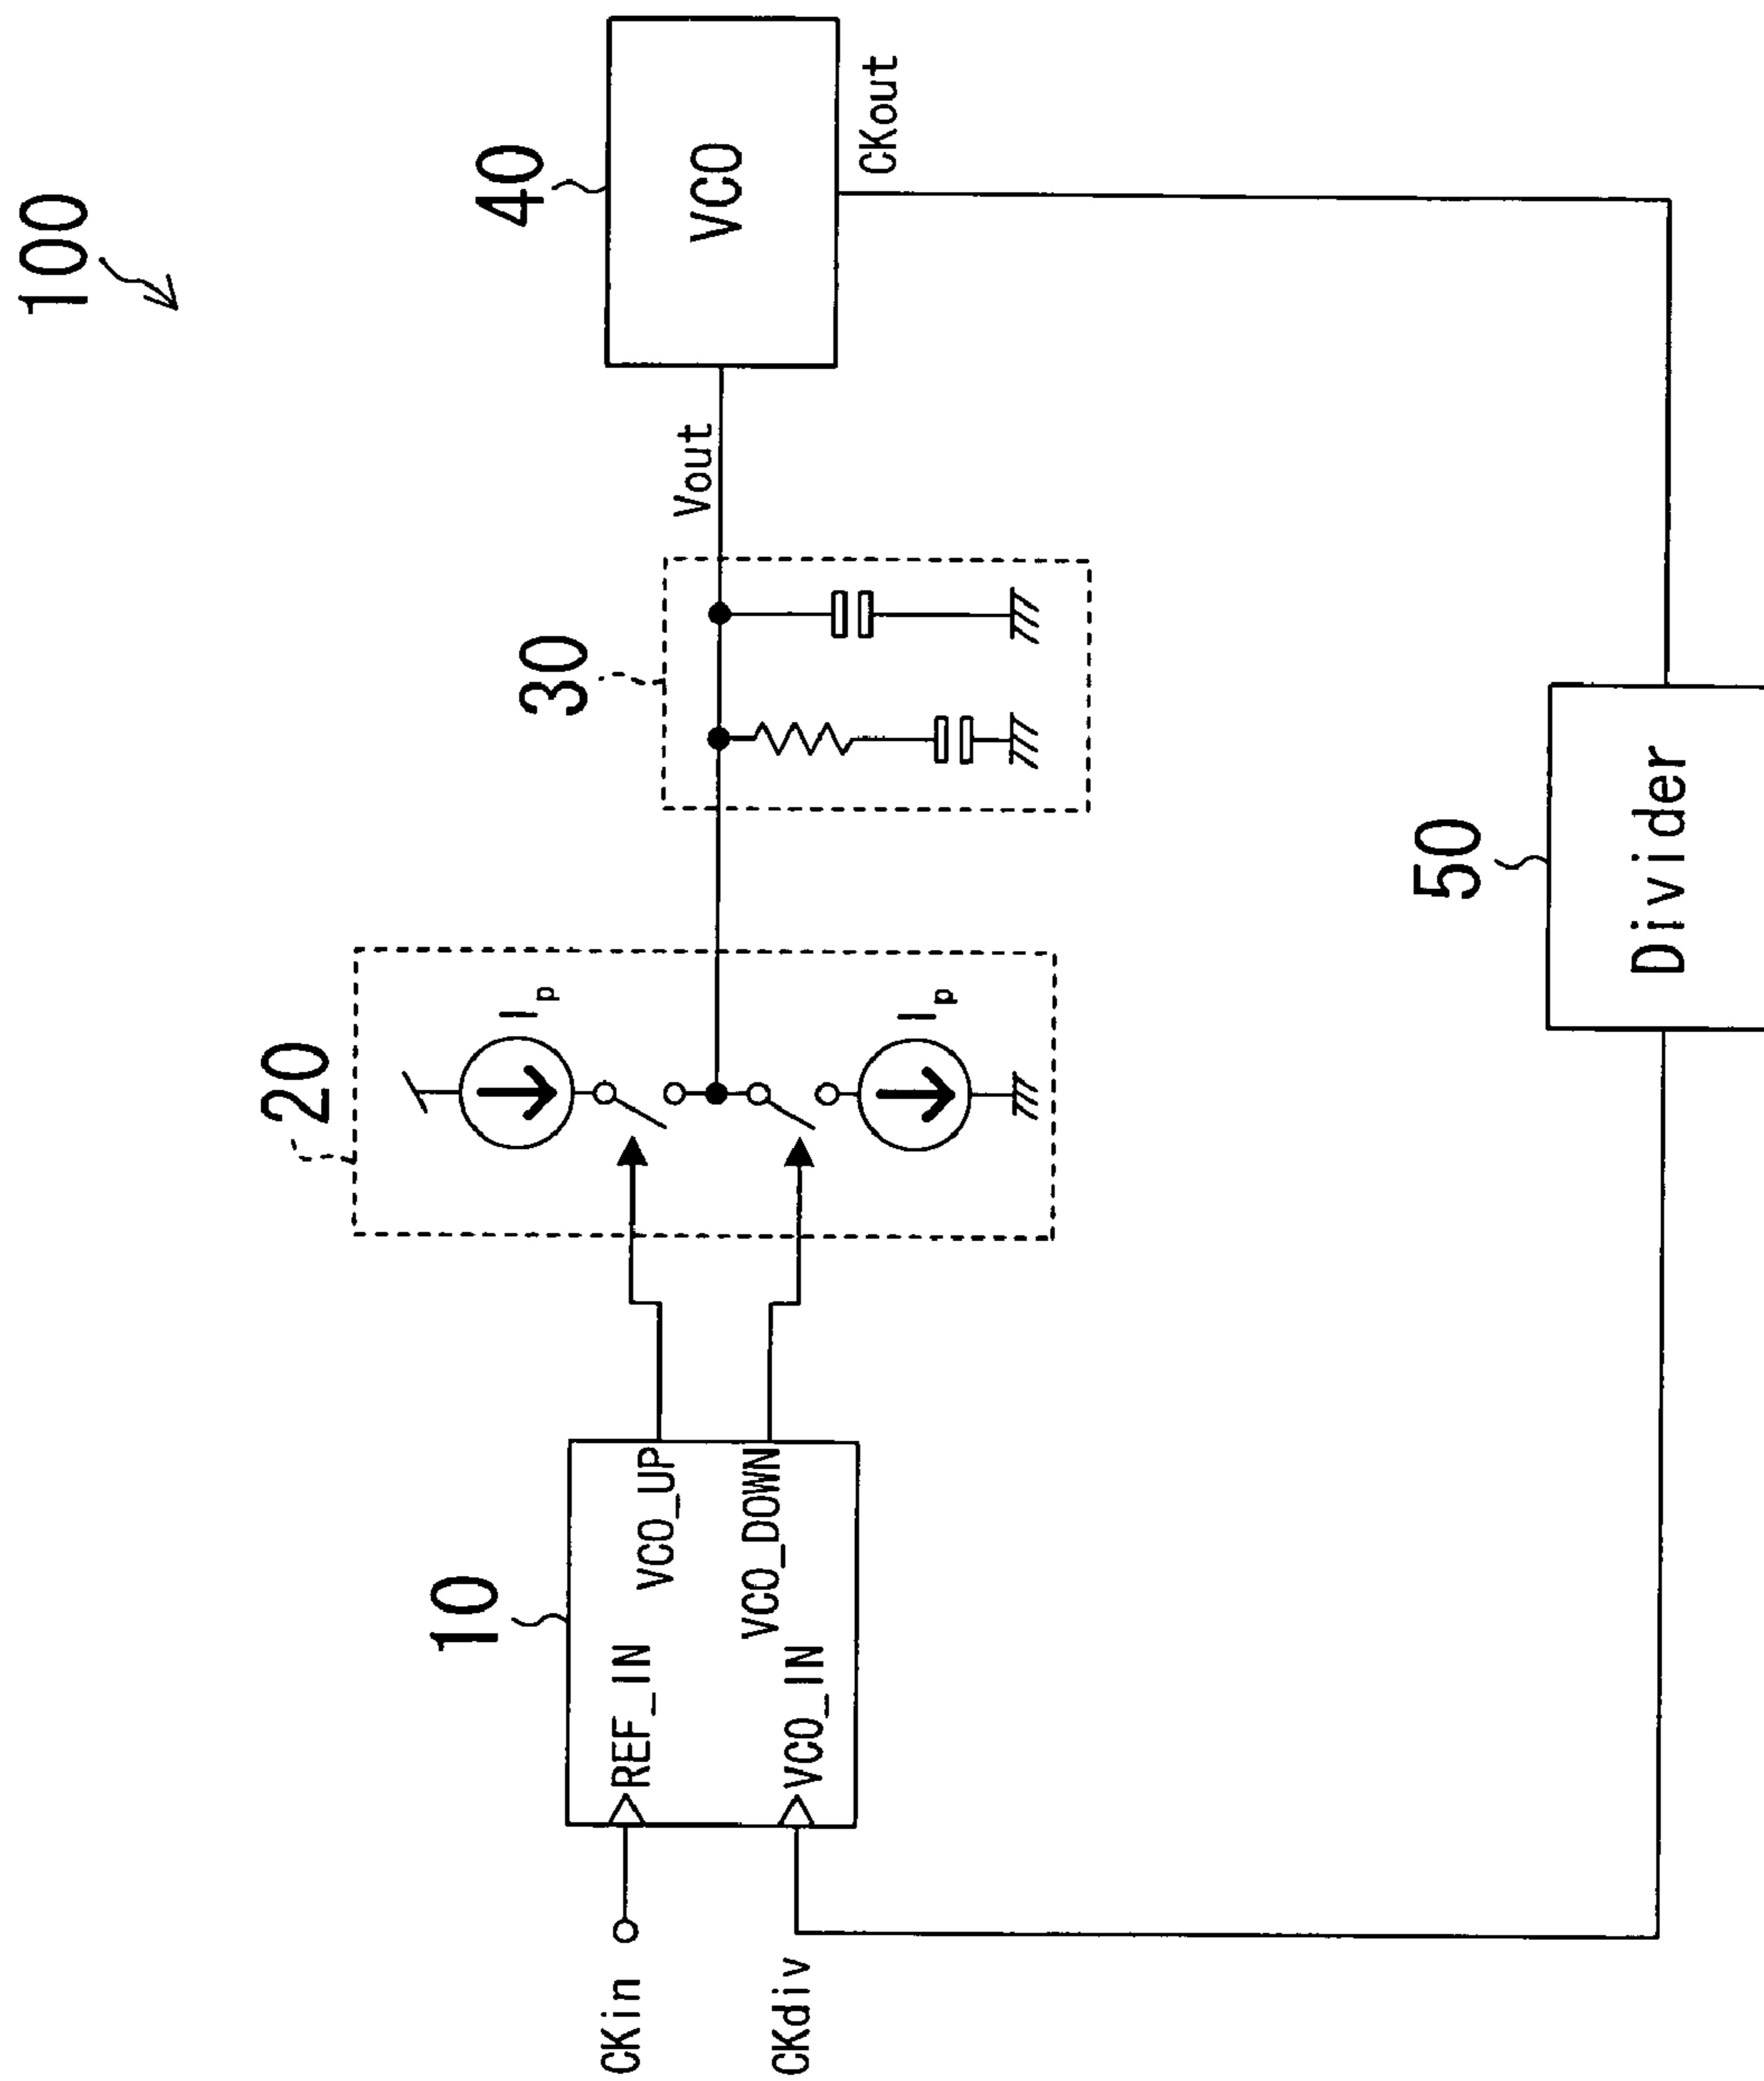 100
10
20
30
40
50
CKin
REF_IN
VCO_UP
VCO_DOWN
VCO_IN
CKdiv
Ip
Ip
Vout
VCO
CKout
Divider